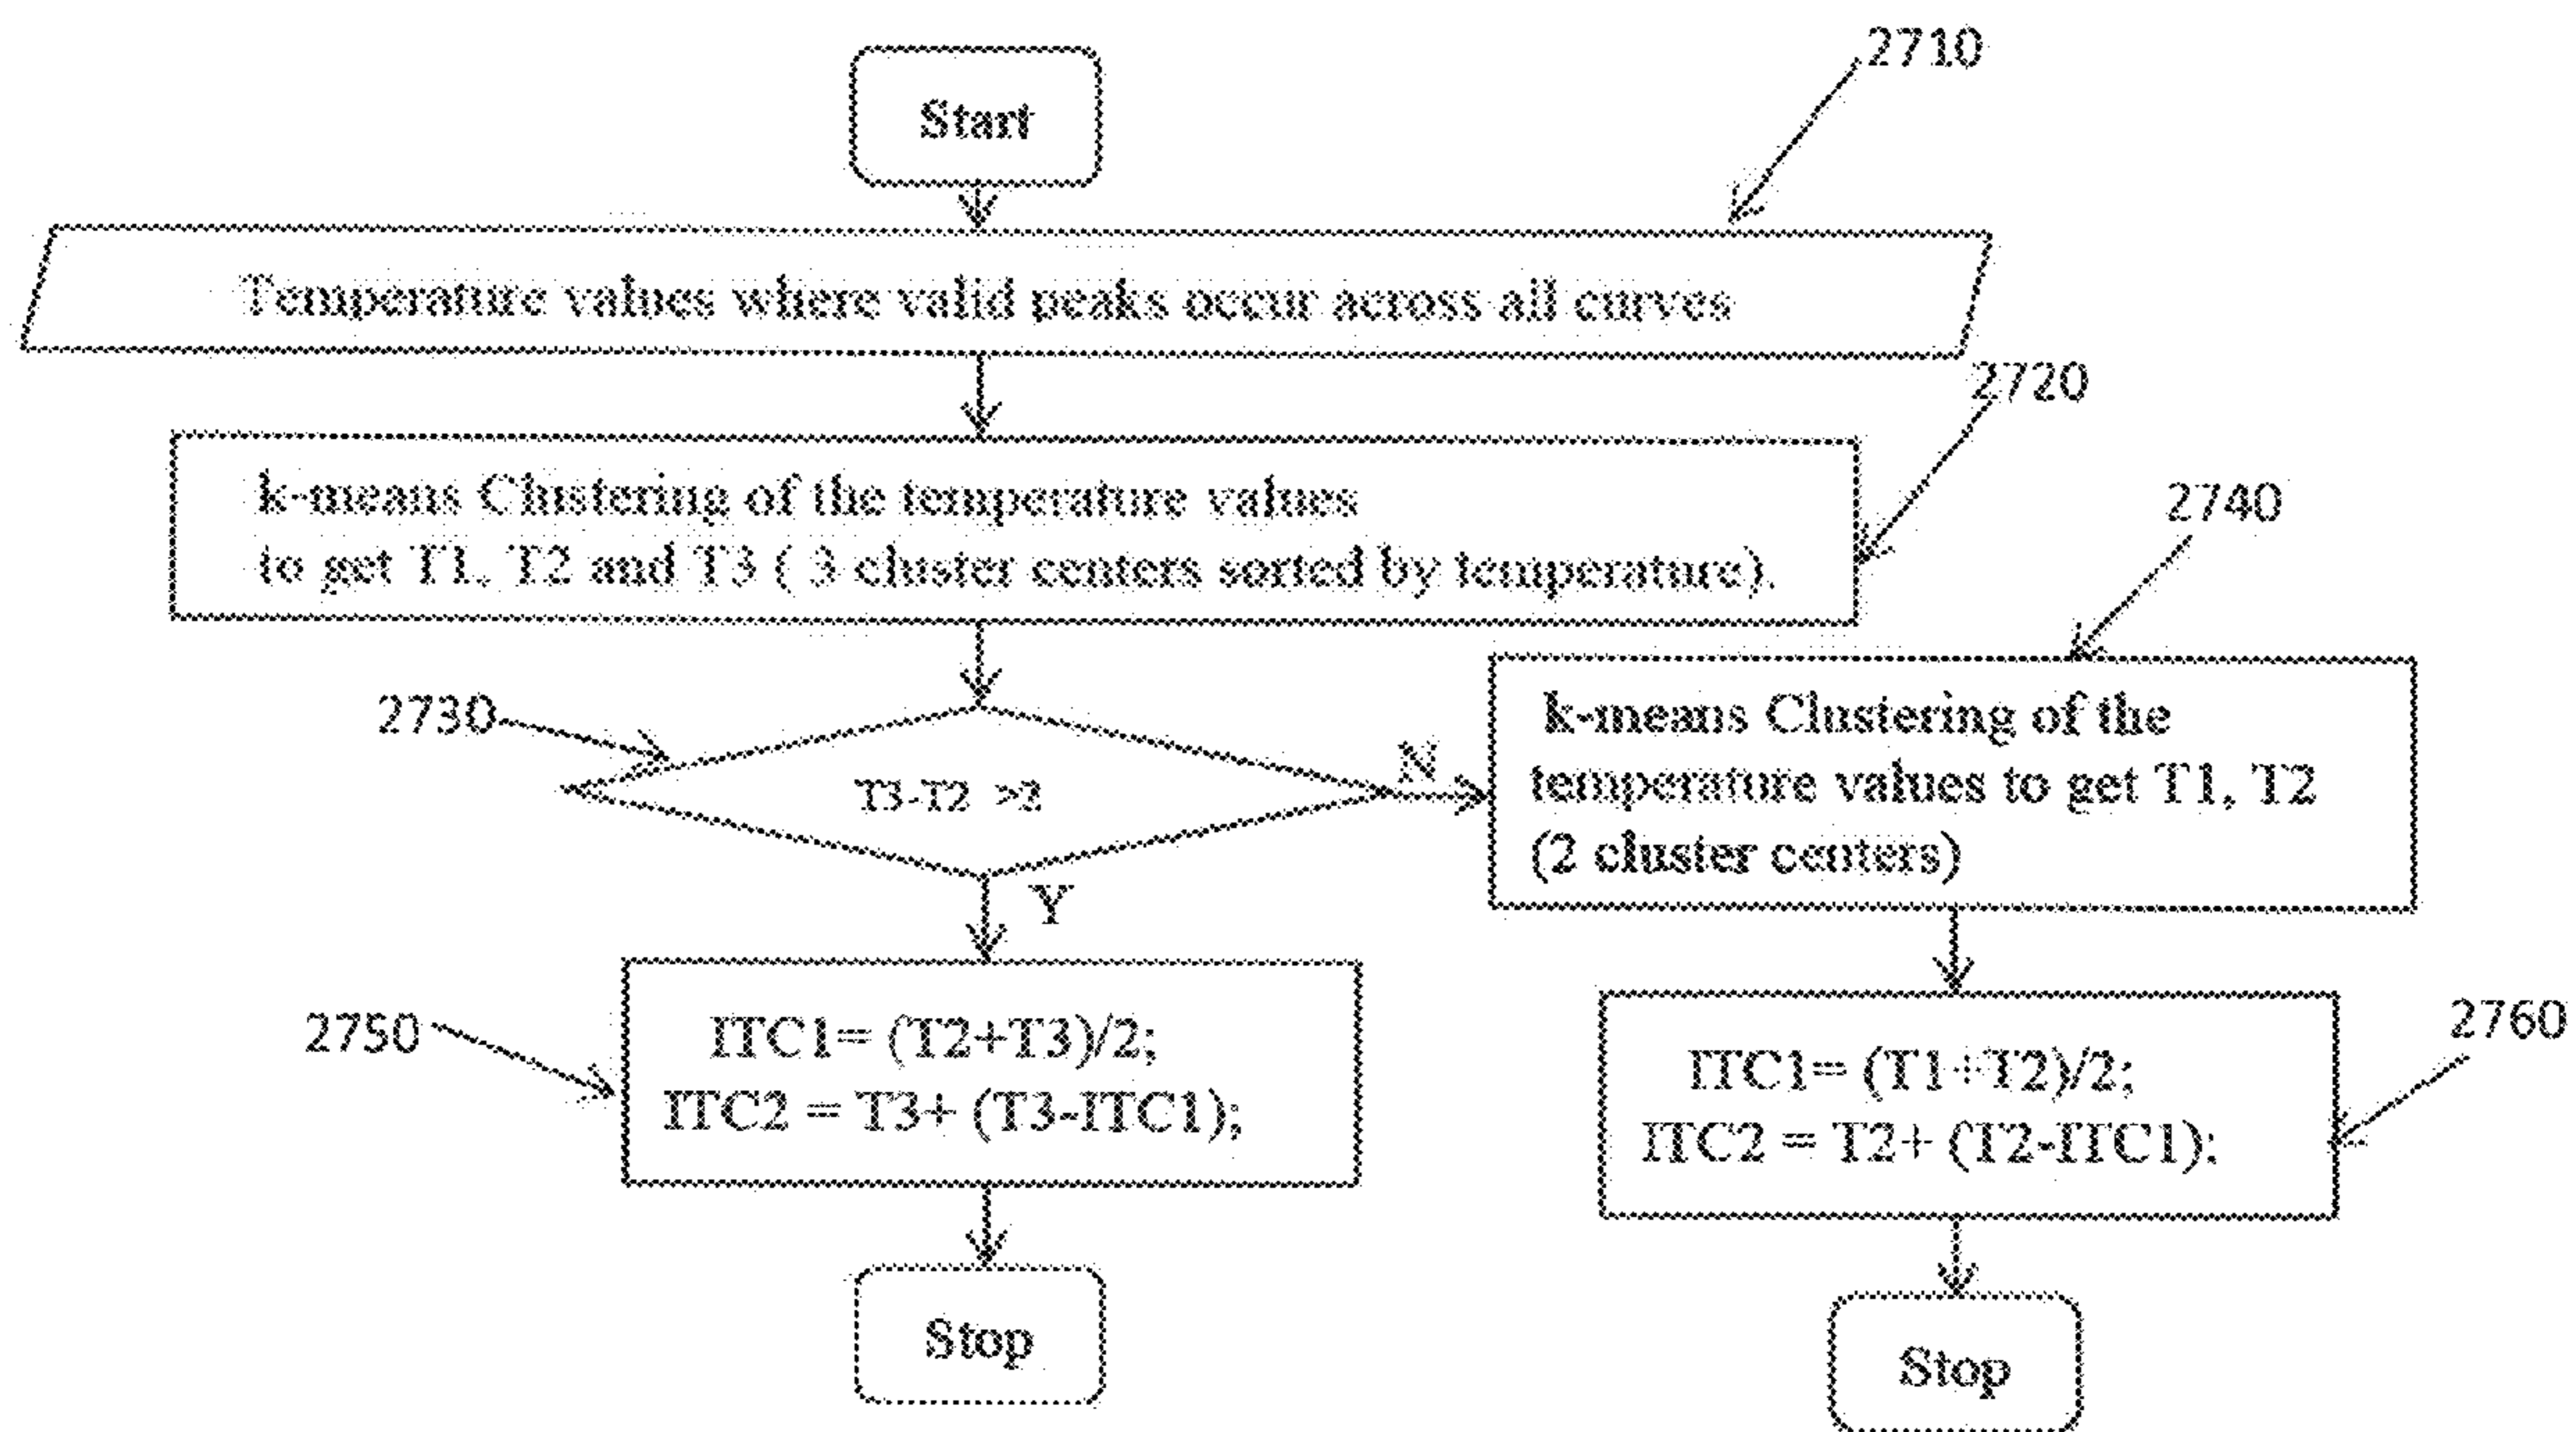 2710
Start
Temperature values where valid peaks occur across all curves
2720
k-means Clustering of the temperature values
to get T1, T2 and T3 ( 3 cluster centers sorted by temperature).
2740
2730
T3-T2 >2
N
k-means Clustering of the
temperature values to get T1, T2
(2 cluster centers)
Y
2750
ITC1= (T2+T3)/2;
ITC2 = T3+ (T3-ITC1);
2760
ITC1= (T1+T2)/2;
ITC2 = T2+ (T2-ITC1);
Stop
Stop